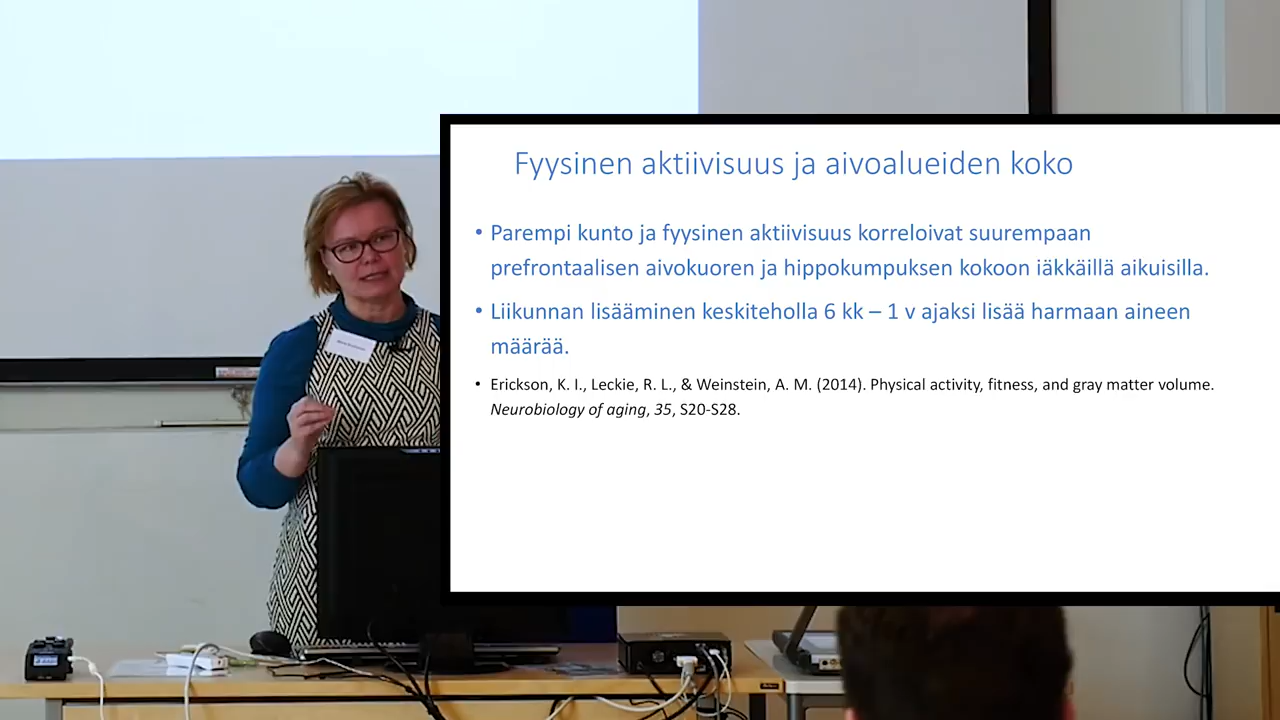 Fyysinen aktiivisuus ja aivoalueiden koko
• Parempi kunto ja fyysinen aktiivisuus korreloivat suurempaan
prefrontaalisen aivokuoren ja hippokumpuksen kokoon iäkkäillä aikuisilla.
• Liikunnan lisääminen keskiteholla 6 kk – 1 v ajaksi lisää harmaan aineen
määrää.
• Erickson, K. I., Leckie, R. L., & Weinstein, A. M. (2014). Physical activity, fitness, and gray matter volume.
Neurobiology of aging, 35, S20-S28.